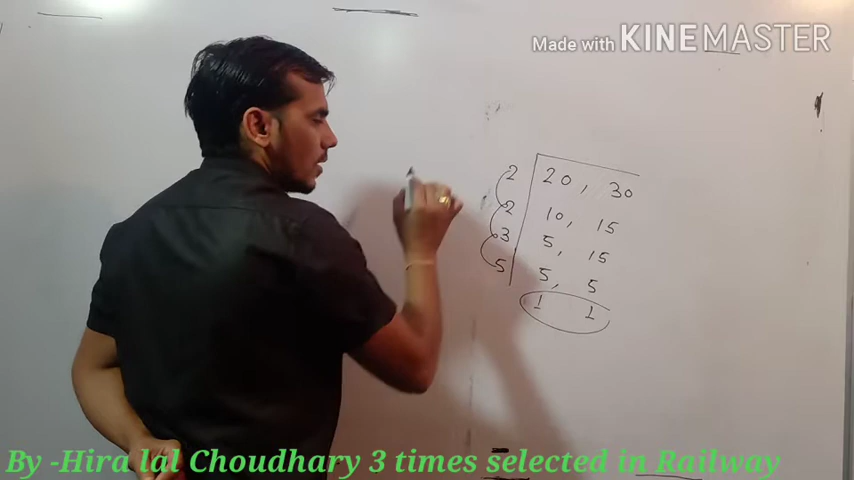 Made with KINEMASTER
2 20, 30
2 10, 15
3 5, 15
5 5, 5
1 1
By -Hira lal Choudhary 3 times selected in Railway